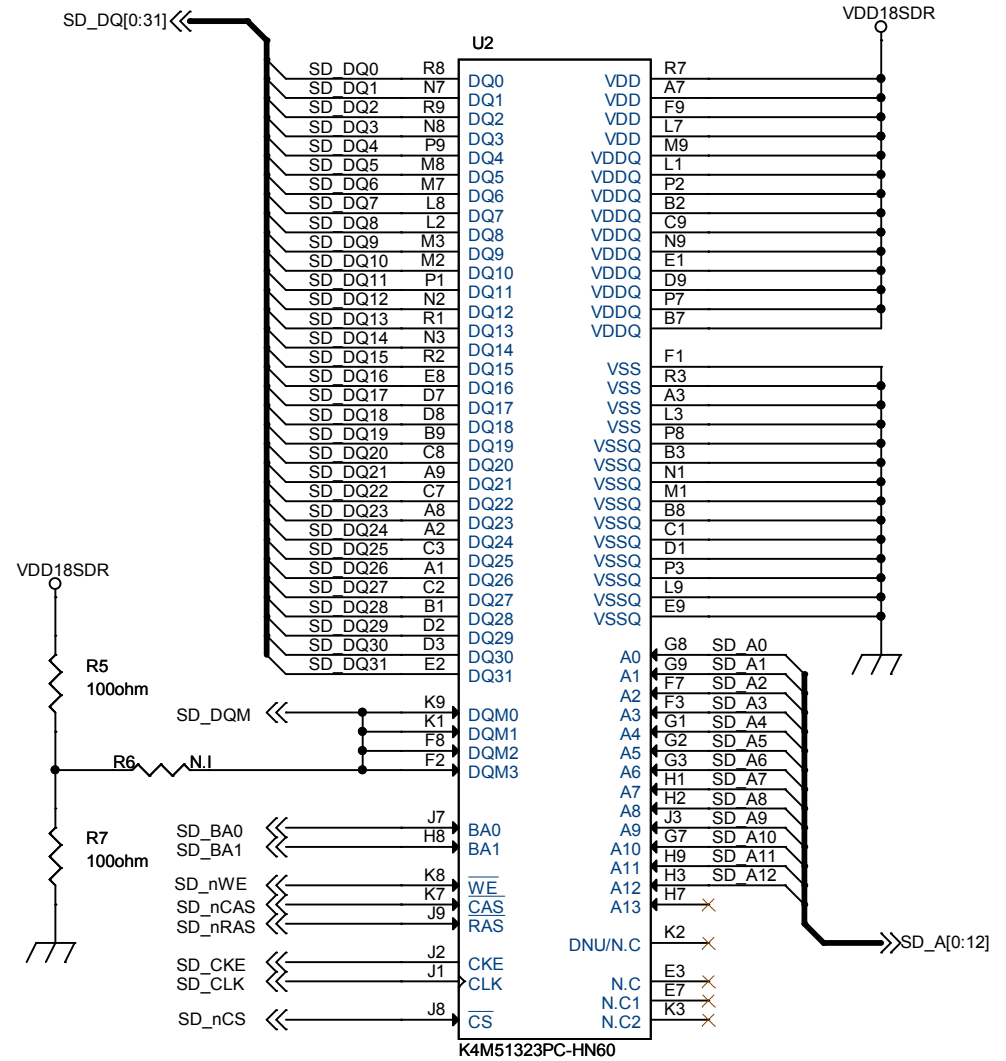 SD_DQ[0:31]
VDD18SDR
U2
SD_DQ0 R8 DQ0 VDD R7
SD_DQ1 N7 DQ1 VDD A7
SD_DQ2 R9 DQ2 VDD F9
SD_DQ3 N8 DQ3 VDD L7
SD_DQ4 P9 DQ4 VDDQ M9
SD_DQ5 M8 DQ5 VDDQ L1
SD_DQ6 M7 DQ6 VDDQ P2
SD_DQ7 L8 DQ7 VDDQ B2
SD_DQ8 L2 DQ8 VDDQ C9
SD_DQ9 M3 DQ9 VDDQ N9
SD_DQ10 M2 DQ10 VDDQ E1
SD_DQ11 P1 DQ11 VDDQ D9
SD_DQ12 N2 DQ12 VDDQ P7
SD_DQ13 R1 DQ13 VDDQ B7
SD_DQ14 N3 DQ14
SD_DQ15 R2 DQ15 VSS F1
SD_DQ16 E8 DQ16 VSS R3
SD_DQ17 D7 DQ17 VSS A3
SD_DQ18 D8 DQ18 VSS L3
SD_DQ19 B9 DQ19 VSSQ P8
SD_DQ20 C8 DQ20 VSSQ B3
SD_DQ21 A9 DQ21 VSSQ N1
SD_DQ22 C7 DQ22 VSSQ M1
SD_DQ23 A8 DQ23 VSSQ B8
SD_DQ24 A2 DQ24 VSSQ C1
SD_DQ25 C3 DQ25 VSSQ D1
SD_DQ26 A1 DQ26 VSSQ P3
SD_DQ27 C2 DQ27 VSSQ L9
SD_DQ28 B1 DQ28 VSSQ E9
SD_DQ29 D2 DQ29
SD_DQ30 D3 DQ30 A0 G8 SD_A0
SD_DQ31 E2 DQ31 A1 G9 SD_A1
A2 F7 SD_A2
SD_DQM K9 DQM0 A3 F3 SD_A3
K1 DQM1 A4 G1 SD_A4
F8 DQM2 A5 G2 SD_A5
F2 DQM3 A6 G3 SD_A6
A7 H1 SD_A7
A8 H2 SD_A8
SD_BA0 J7 BA0 A9 J3 SD_A9
SD_BA1 H8 BA1 A10 G7 SD_A10
A11 H9 SD_A11
SD_nWE K8 WE A12 H3 SD_A12
SD_nCAS K7 CAS A13 H7
SD_nRAS J9 RAS
DNU/N.C K2
SD_A[0:12]
SD_CKE J2 CKE
SD_CLK J1 CLK N.C E3
N.C1 E7
SD_nCS J8 CS N.C2 K3
K4M51323PC-HN60
VDD18SDR
R5
100ohm
R6 N.I
R7
100ohm